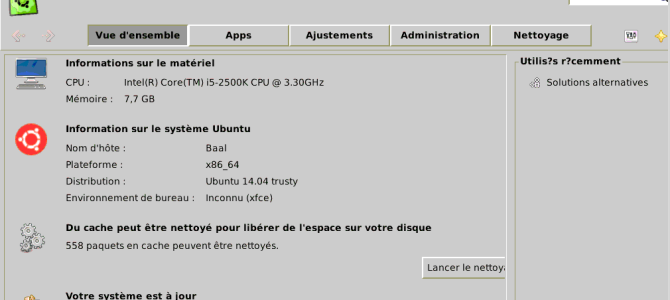 Vue d'ensemble Apps Ajustements Administration Nettoyage
Informations sur le matériel
CPU : Intel(R) Core(TM) i5-2500K CPU @ 3.30GHz
Mémoire : 7,7 GB
Information sur le système Ubuntu
Nom d'hôte : Baal
Plateforme : x86_64
Distribution : Ubuntu 14.04 trusty
Environnement de bureau : Inconnu (xfce)
Du cache peut être nettoyé pour libérer de l'espace sur votre disque
558 paquets en cache peuvent être nettoyés.
Lancer le nettoya
Votre système est à jour
Utilis?s r?cemment
Solutions alternatives